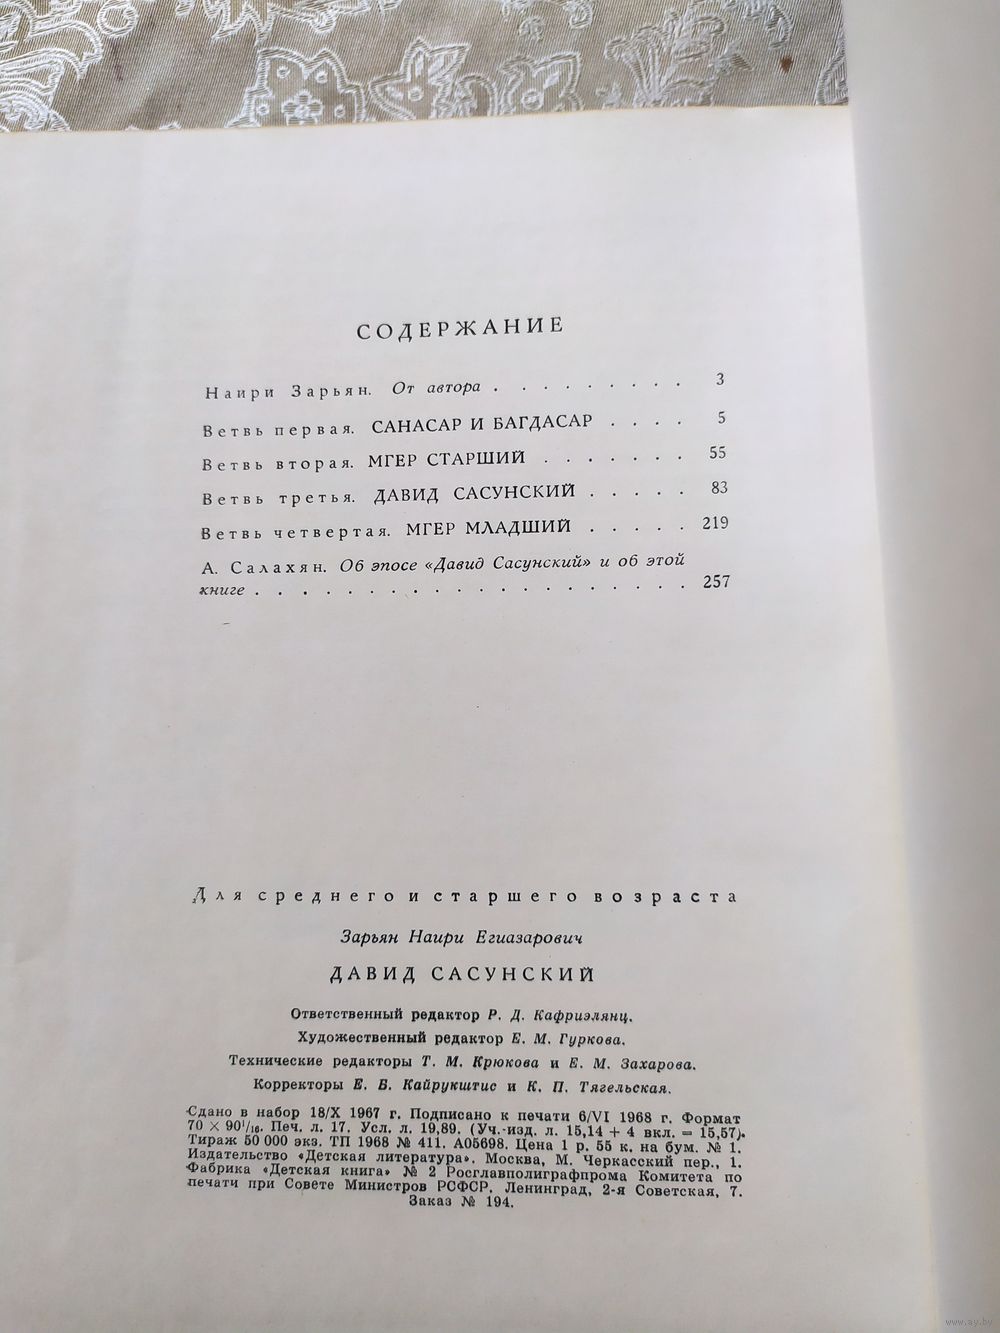 СОДЕРЖАНИЕ
Наири Зарьян. От автора . . . . . . . . . 3
Ветвь первая. САНАСАР И БАГДАСАР . . . . 5
Ветвь вторая. МГЕР СТАРШИЙ . . . . . . . 55
Ветвь третья. ДАВИД САСУНСКИЙ . . . . . 83
Ветвь четвертая. МГЕР МЛАДШИЙ . . . . . 219
А. Салахян. Об эпосе «Давид Сасунский» и об этой
книге . . . . . . . . . . . . . . . . . . . 257
Для среднего и старшего возраста
Зарьян Наири Егиазарович
ДАВИД САСУНСКИЙ
Ответственный редактор Р. Д. Кафриэлянц.
Художественный редактор Е. М. Гуркова.
Технические редакторы Т. М. Крюкова и Е. М. Захарова.
Корректоры Е. Б. Кайрукштис и К. П. Тягельская.
Сдано в набор 18/X 1967 г. Подписано к печати 6/VI 1968 г. Формат
70 × 90¹/₁₆. Печ. л. 17. Усл. л. 19,89. (Уч.-изд. л. 15,14 + 4 вкл. = 15,57).
Тираж 50 000 экз. ТП 1968 № 411. А05698. Цена 1 р. 55 к. на бум. № 1.
Издательство «Детская литература». Москва, М. Черкасский пер., 1.
Фабрика «Детская книга» № 2 Росглавполиграфпрома Комитета по
печати при Совете Министров РСФСР, Ленинград, 2-я Советская, 7.
Заказ № 194.
www.ay.by